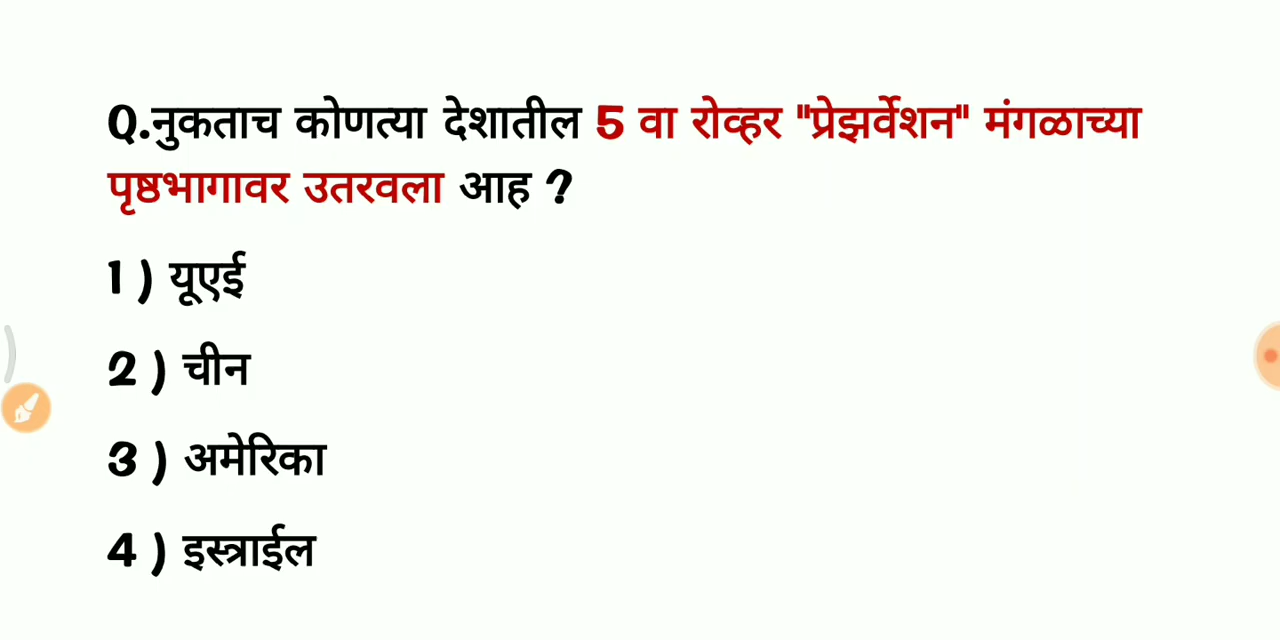 Q.नुकताच कोणत्या देशातील 5 वा रोव्हर "प्रेझर्वेशन" मंगळाच्या
पृष्ठभागावर उतरवला आह ?
1 ) यूएई
2 ) चीन
3 ) अमेरिका
4 ) इस्त्राईल